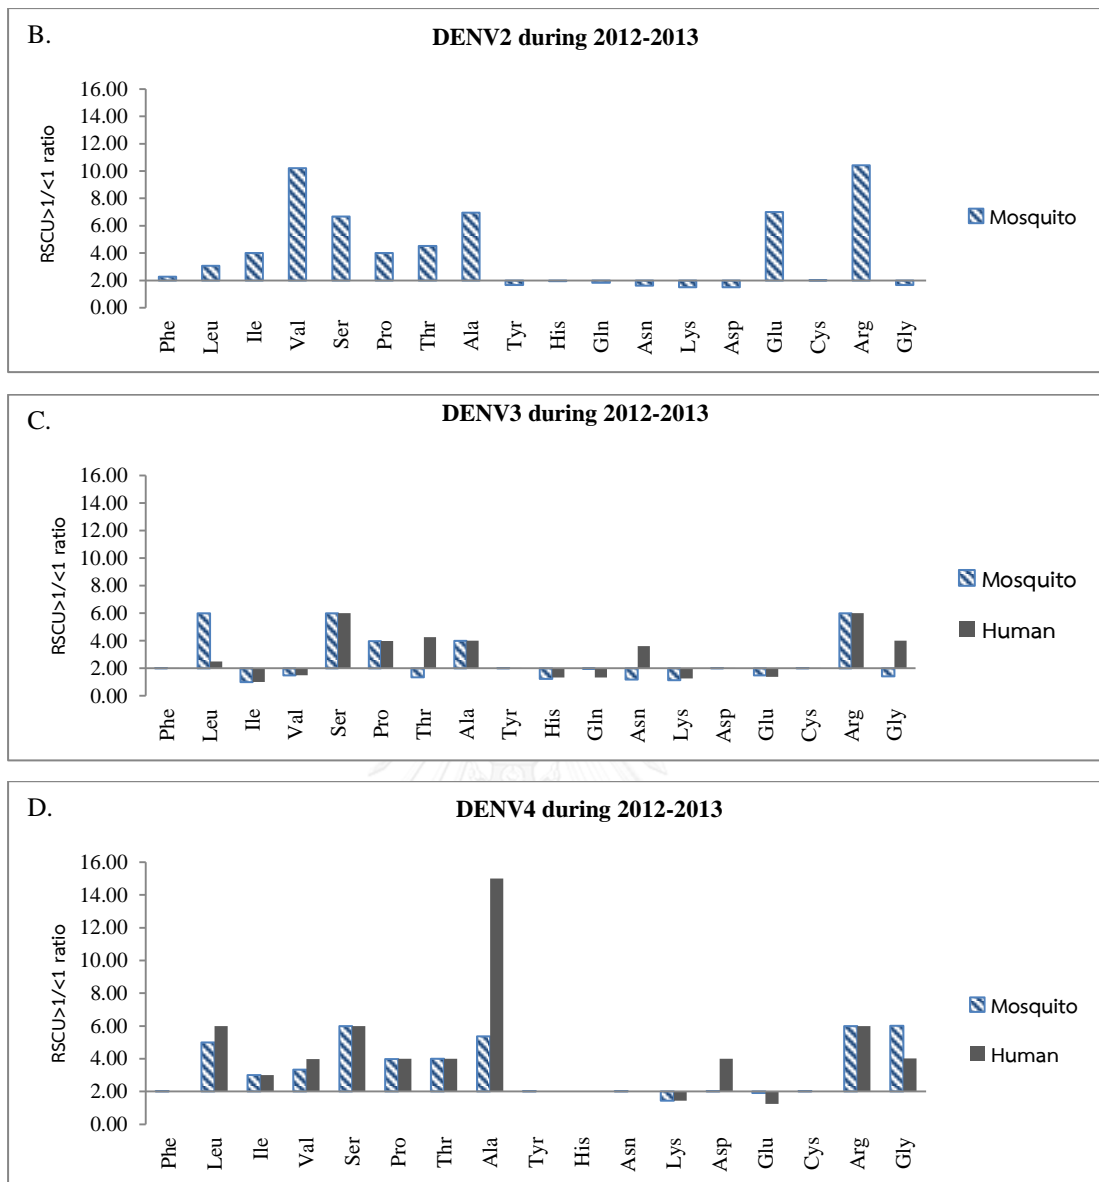 B.
DENV2 during 2012-2013
RSCU>1/<1 ratio
16.00
14.00
12.00
10.00
8.00
6.00
4.00
2.00
0.00
Phe Leu Ile Val Ser Pro Thr Ala Tyr His Gln Asn Lys Asp Glu Cys Arg Gly
Mosquito
C.
DENV3 during 2012-2013
RSCU>1/<1 ratio
16.00
14.00
12.00
10.00
8.00
6.00
4.00
2.00
0.00
Phe Leu Ile Val Ser Pro Thr Ala Tyr His Gln Asn Lys Asp Glu Cys Arg Gly
Mosquito
Human
D.
DENV4 during 2012-2013
RSCU>1/<1 ratio
16.00
14.00
12.00
10.00
8.00
6.00
4.00
2.00
0.00
Phe Leu Ile Val Ser Pro Thr Ala Tyr His Asn Lys Asp Glu Cys Arg Gly
Mosquito
Human